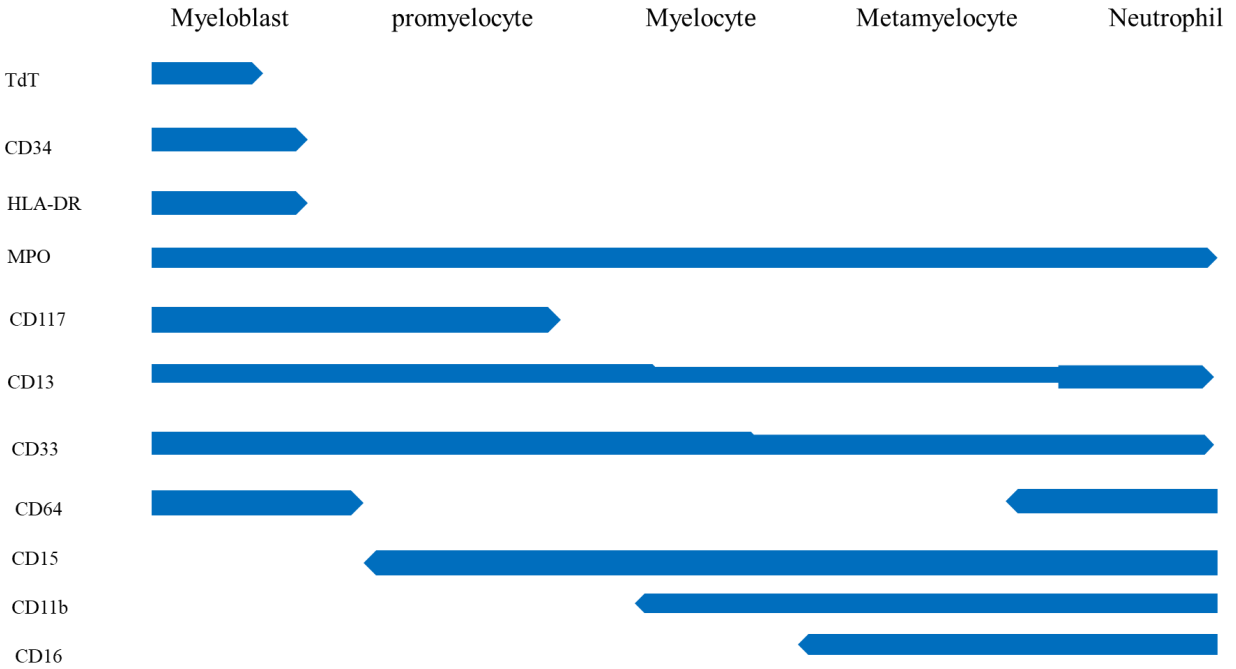 Myeloblast promyelocyte Myelocyte Metamyelocyte Neutrophil
TdT
CD34
HLA-DR
MPO
CD117
CD13
CD33
CD64
CD15
CD11b
CD16